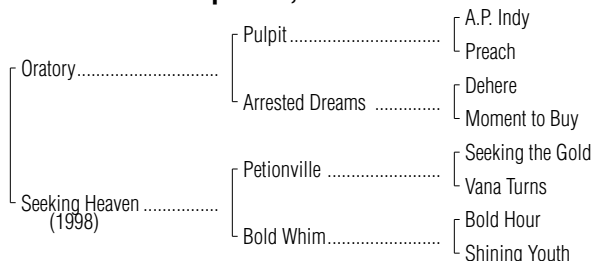 A.P. Indy
Pulpit
Preach
Oratory
Dehere
Arrested Dreams
Moment to Buy
Seeking the Gold
Petionville
Vana Turns
Seeking Heaven
(1998)
Bold Hour
Bold Whim
Shining Youth